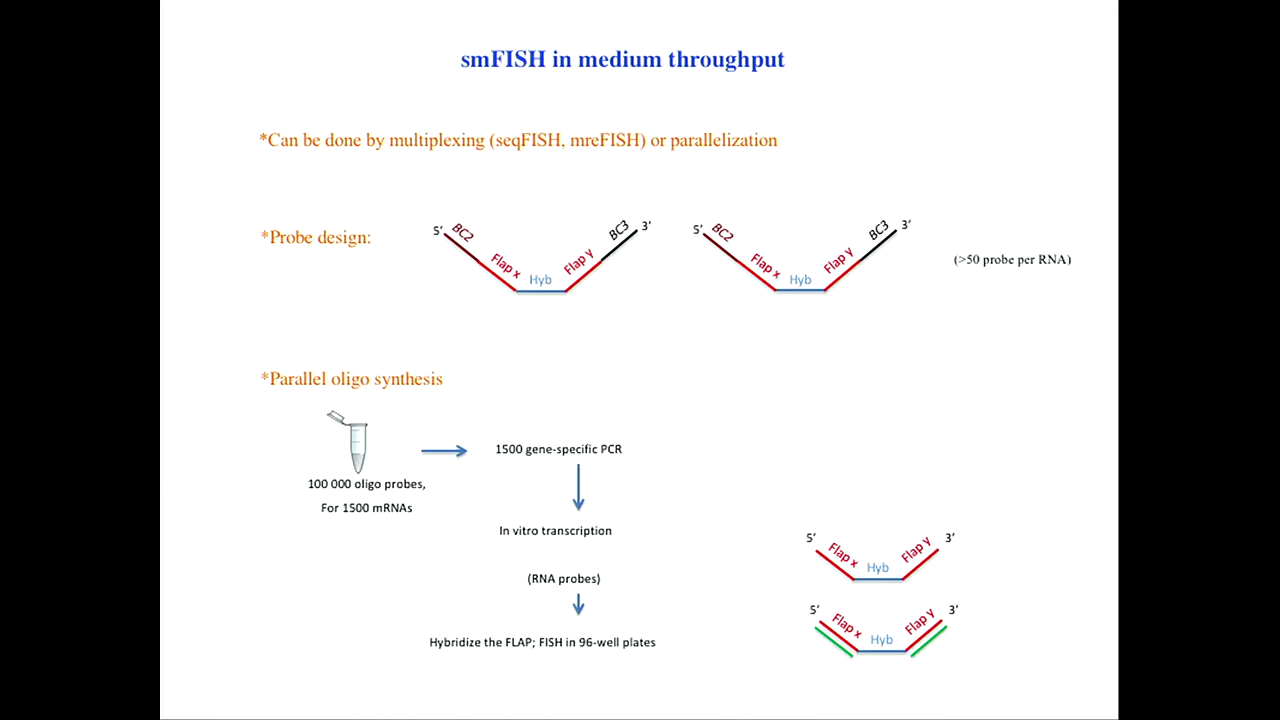 smFISH in medium throughput
*Can be done by multiplexing (seqFISH, mreFISH) or parallelization
*Probe design:
5’ BC2 Flap x Hyb Flap y BC3 3’
5’ BC2 Flap x Hyb Flap y BC3 3’
(>50 probe per RNA)
*Parallel oligo synthesis
1500 gene-specific PCR
100 000 oligo probes,
For 1500 mRNAs
In vitro transcription
(RNA probes)
Hybridize the FLAP; FISH in 96-well plates
5’ Flap x Hyb Flap y 3’
5’ Flap x Hyb Flap y 3’